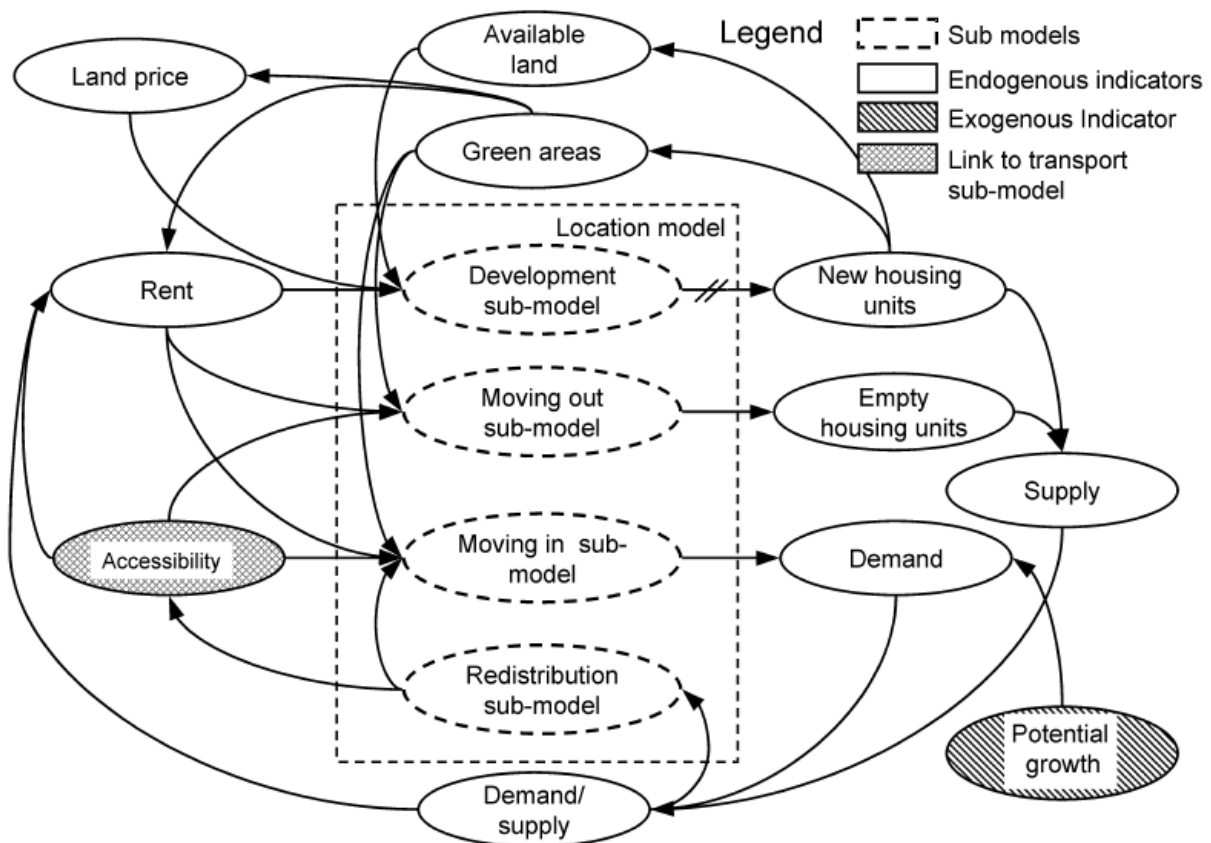 Available
land
Legend
Sub models
Land price
Endogenous indicators
Exogenous Indicator
Green areas
Link to transport
sub-model
Location model
Rent
Development
sub-model
New housing
units
Moving out
sub-model
Empty
housing units
Supply
Accessibility
Moving in sub-
model
Demand
Redistribution
sub-model
Potential
growth
Demand/
supply